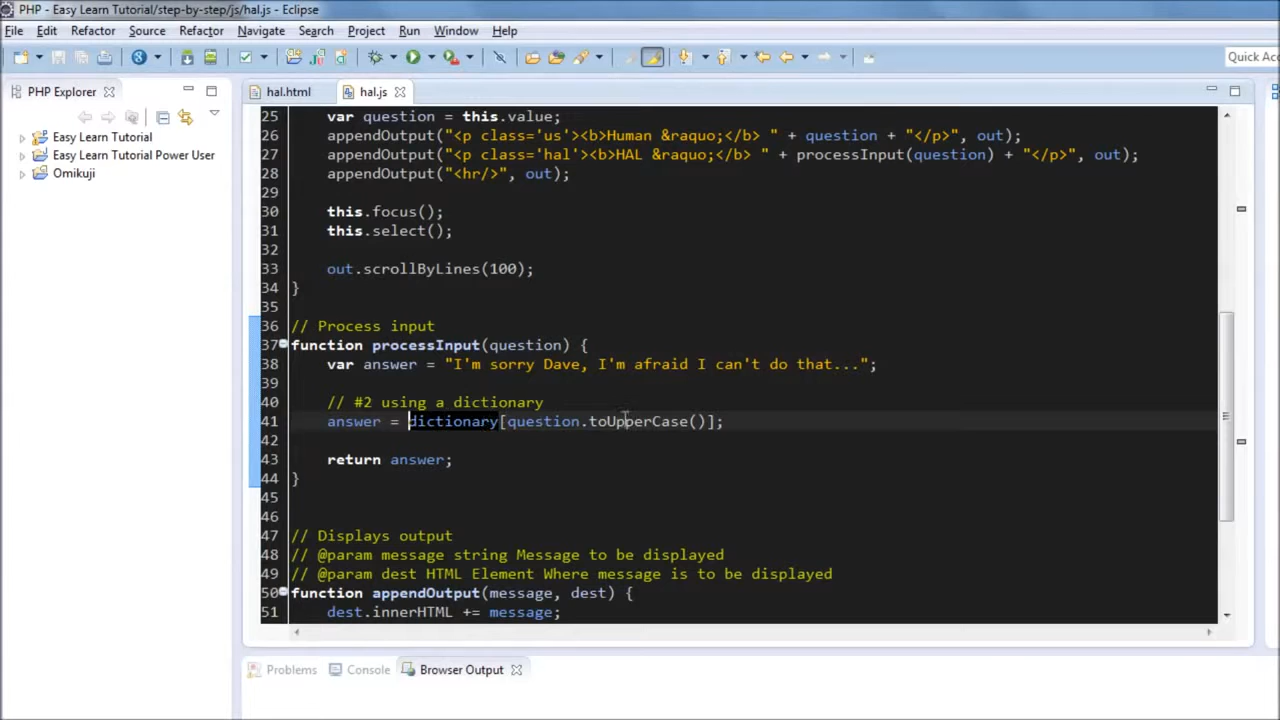 PHP - Easy Learn Tutorial/step-by-step/js/hal.js - Eclipse
File Edit Refactor Source Refactor Navigate Search Project Run Window Help
Quick Acc
PHP Explorer
hal.html hal.js
Easy Learn Tutorial
Easy Learn Tutorial Power User
Omikuji
25 var question = this.value;
26 appendOutput("<p class='us'><b>Human &raquo;</b> " + question + "</p>", out);
27 appendOutput("<p class='hal'><b>HAL &raquo;</b> " + processInput(question) + "</p>", out);
28 appendOutput("<hr/>", out);
29
30 this.focus();
31 this.select();
32
33 out.scrollByLines(100);
34 }
35
36 // Process input
37 function processInput(question) {
38 var answer = "I'm sorry Dave, I'm afraid I can't do that...";
39
40 // #2 using a dictionary
41 answer = dictionary[question.toUpperCase()];
42
43 return answer;
44 }
45
46
47 // Displays output
48 // @param message string Message to be displayed
49 // @param dest HTML Element Where message is to be displayed
50 function appendOutput(message, dest) {
51 dest.innerHTML += message;
Problems Console Browser Output